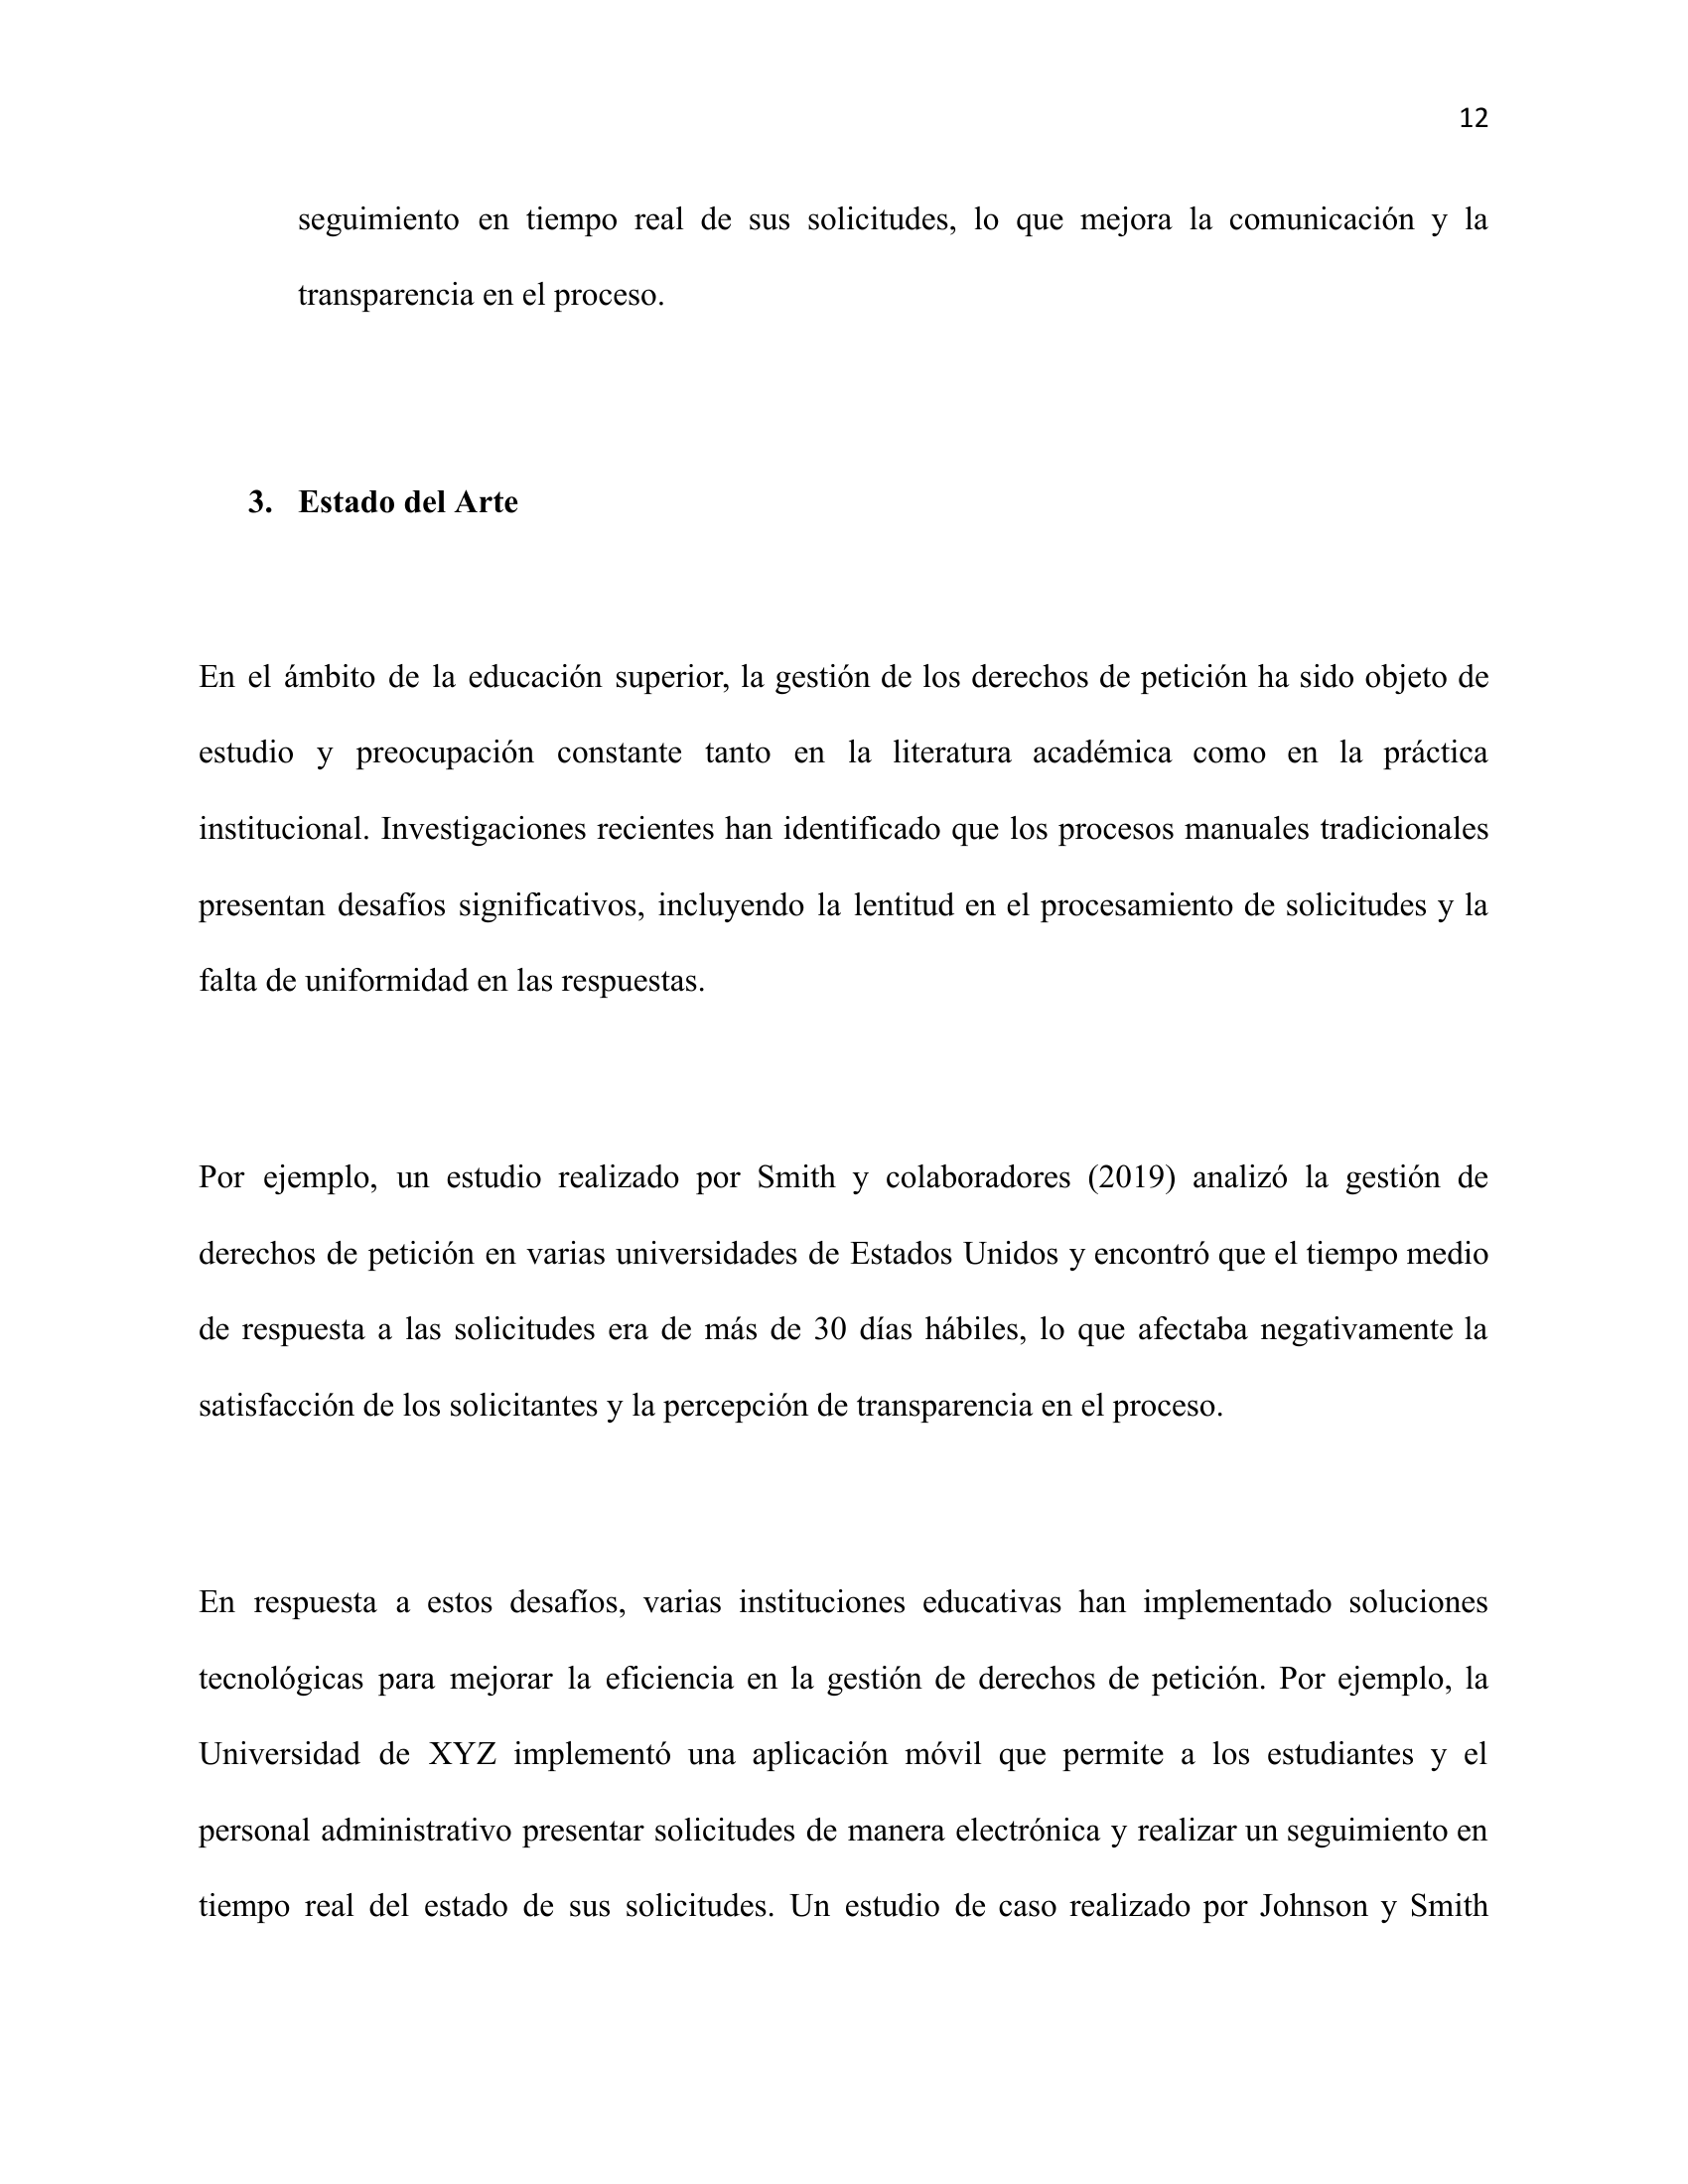 12
seguimiento en tiempo real de sus solicitudes, lo que mejora la comunicación y la
transparencia en el proceso.
3. Estado del Arte
En el ámbito de la educación superior, la gestión de los derechos de petición ha sido objeto de
estudio y preocupación constante tanto en la literatura académica como en la práctica
institucional. Investigaciones recientes han identificado que los procesos manuales tradicionales
presentan desafíos significativos, incluyendo la lentitud en el procesamiento de solicitudes y la
falta de uniformidad en las respuestas.
Por ejemplo, un estudio realizado por Smith y colaboradores (2019) analizó la gestión de
derechos de petición en varias universidades de Estados Unidos y encontró que el tiempo medio
de respuesta a las solicitudes era de más de 30 días hábiles, lo que afectaba negativamente la
satisfacción de los solicitantes y la percepción de transparencia en el proceso.
En respuesta a estos desafíos, varias instituciones educativas han implementado soluciones
tecnológicas para mejorar la eficiencia en la gestión de derechos de petición. Por ejemplo, la
Universidad de XYZ implementó una aplicación móvil que permite a los estudiantes y el
personal administrativo presentar solicitudes de manera electrónica y realizar un seguimiento en
tiempo real del estado de sus solicitudes. Un estudio de caso realizado por Johnson y Smith